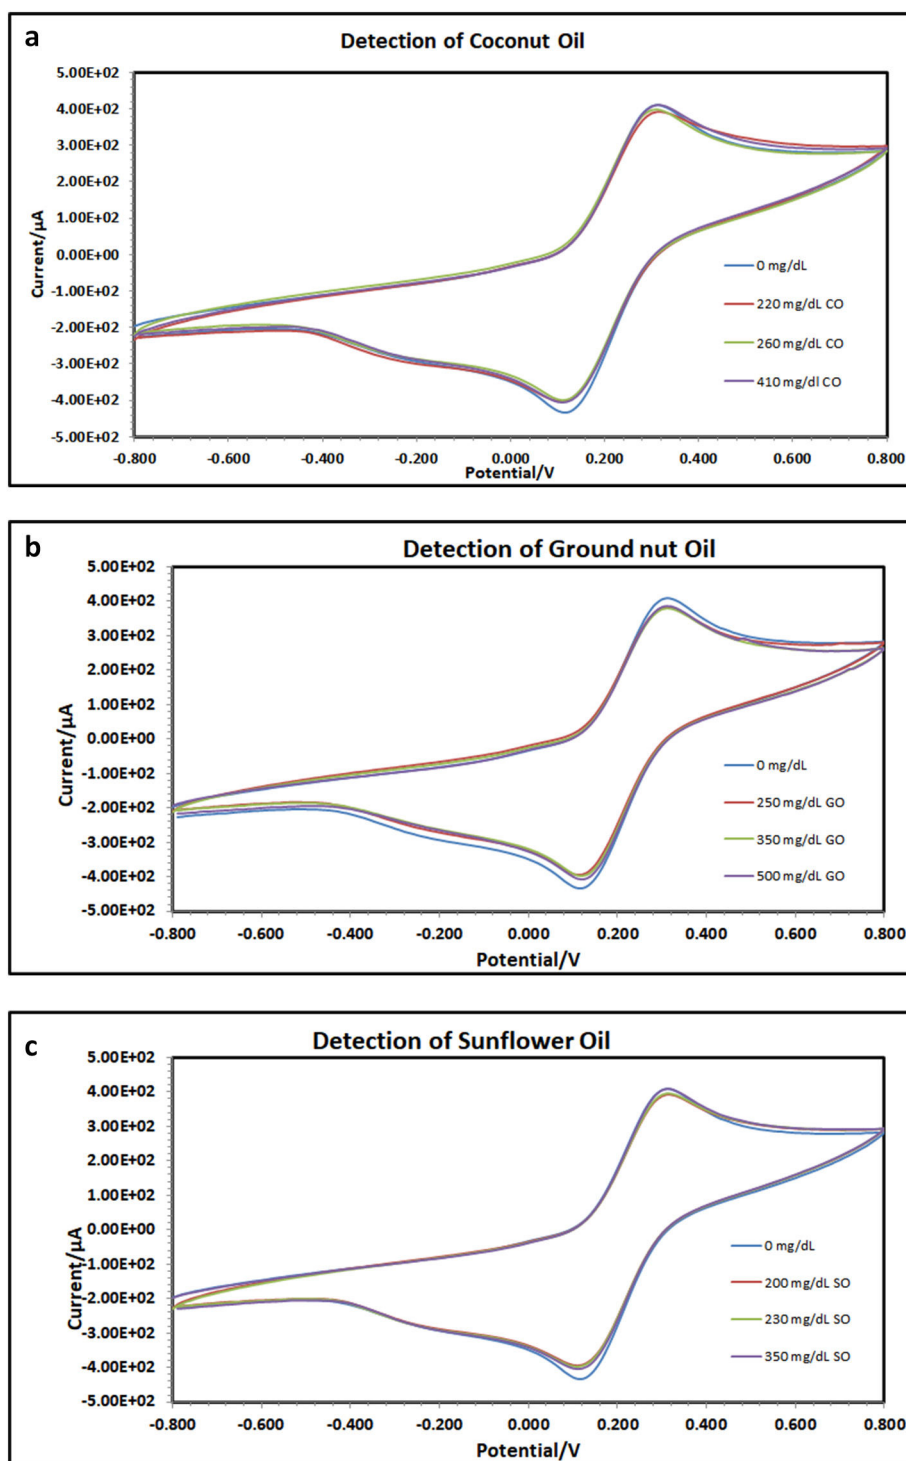 a
Detection of Coconut Oil
5.00E+02
4.00E+02
3.00E+02
2.00E+02
1.00E+02
0.00E+00
-1.00E+02
-2.00E+02
-3.00E+02
-4.00E+02
-5.00E+02
Current/µA
0 mg/dL
220 mg/dL CO
260 mg/dL CO
410 mg/dl CO
-0.800 -0.600 -0.400 -0.200 0.000 0.200 0.400 0.600 0.800
Potential/V
b
Detection of Ground nut Oil
5.00E+02
4.00E+02
3.00E+02
2.00E+02
1.00E+02
0.00E+00
-1.00E+02
-2.00E+02
-3.00E+02
-4.00E+02
-5.00E+02
Current/µA
0 mg/dL
250 mg/dL GO
350 mg/dL GO
500 mg/dL GO
-0.800 -0.600 -0.400 -0.200 0.000 0.200 0.400 0.600 0.800
Potential/V
c
Detection of Sunflower Oil
5.00E+02
4.00E+02
3.00E+02
2.00E+02
1.00E+02
0.00E+00
-1.00E+02
-2.00E+02
-3.00E+02
-4.00E+02
-5.00E+02
Current/µA
0 mg/dL
200 mg/dL SO
230 mg/dL SO
350 mg/dL SO
-0.800 -0.600 -0.400 -0.200 0.000 0.200 0.400 0.600 0.800
Potential/V